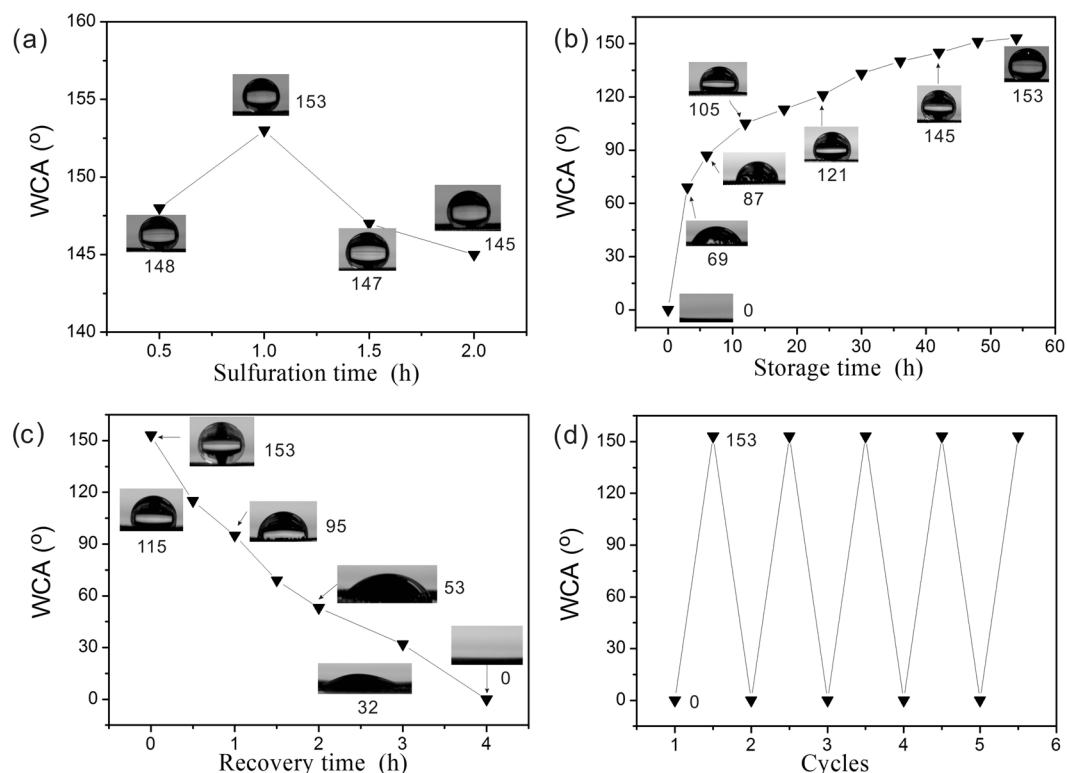 (a)
WCA (º)
160
155
150
145
140
153
148
147
145
0.5 1.0 1.5 2.0
Sulfuration time (h)
(b)
WCA (º)
150
120
90
60
30
0
105
87
69
0
121
145
153
0 10 20 30 40 50 60
Storage time (h)
(c)
WCA (º)
150
120
90
60
30
0
153
115
95
53
32
0
0 1 2 3 4
Recovery time (h)
(d)
WCA (º)
150
120
90
60
30
0
153
0
1 2 3 4 5 6
Cycles